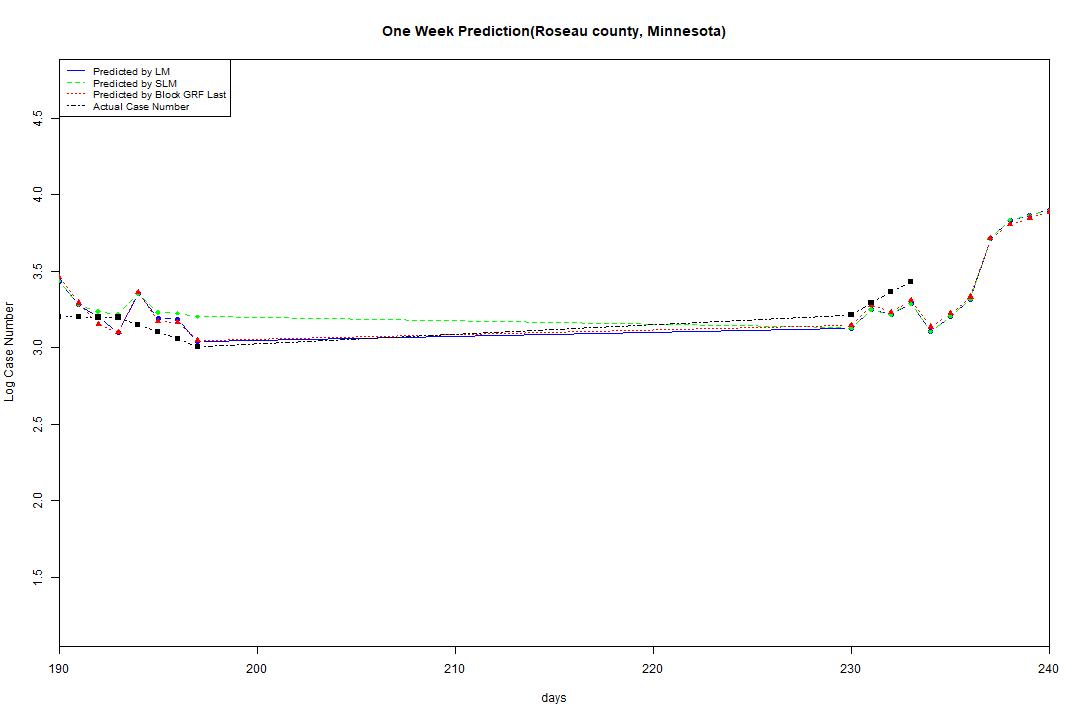 One Week Prediction(Roseau county, Minnesota)
Predicted by LM
Predicted by SLM
Predicted by Block GRF Last
Actual Case Number
4.5
4.0
3.5
3.0
2.5
2.0
1.5
Log Case Number
190 200 210 220 230 240
days